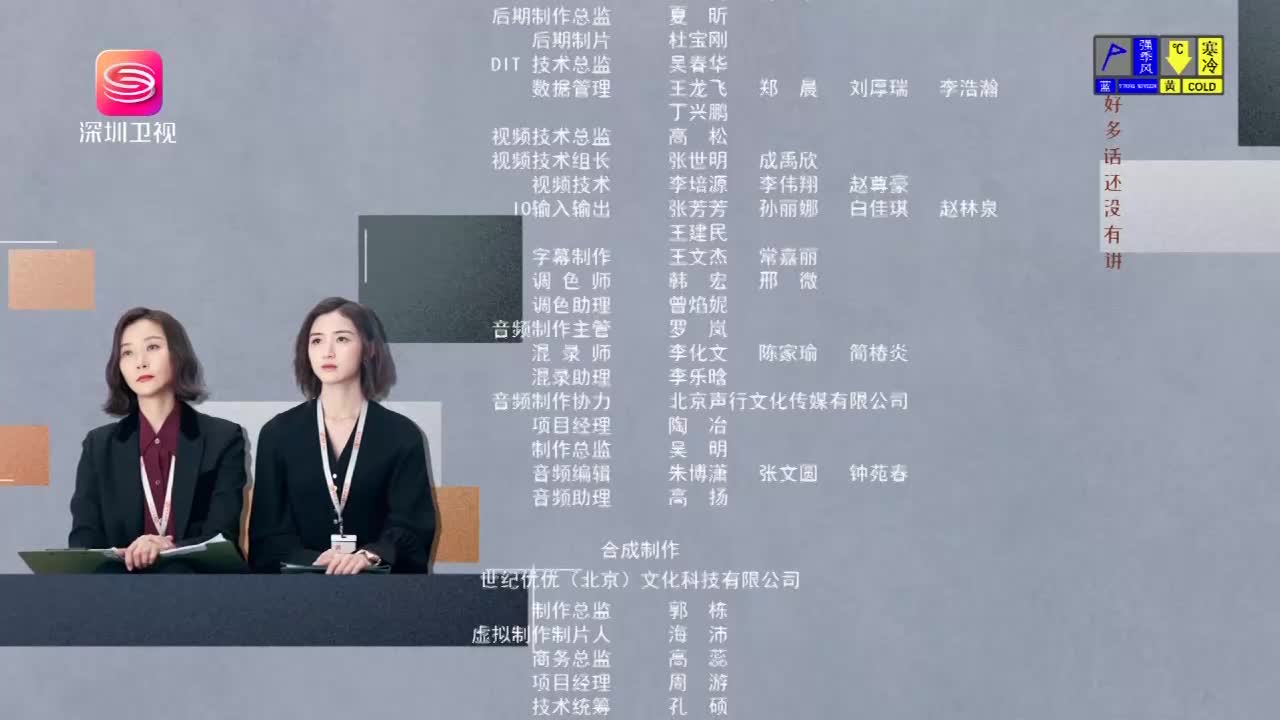 后期制作总监 夏 昕
后期制片 杜宝刚
DIT 技术总监 吴春华
数据管理 王龙飞 郑 晨 刘厚瑞 李浩瀚
丁兴鹏
视频技术总监 高 松
视频技术组长 张世明 成禹欣
视频技术 李培源 李伟翔 赵尊豪
IO输入输出 张芳芳 孙丽娜 白佳琪 赵林泉
王建民
字幕制作 王文杰 常嘉丽
调 色 师 韩 宏 邢 微
调色助理 曾焰妮
音频制作主管 罗 岚
混 录 师 李化文 陈家瑜 简椿炎
混录助理 李乐晗
音频制作协力 北京声行文化传媒有限公司
项目经理 陶 冶
制作总监 吴 明
音频编辑 朱博潇 张文圆 钟苑春
音频助理 高 扬
合成制作
世纪优优（北京）文化科技有限公司
制作总监 郭 栋
虚拟制作制片人 海 沛
商务总监 高 蕊
项目经理 周 游
技术统筹 孔 硕
深圳卫视
强季风
蓝
℃
寒冷
黄 COLD
好多话还没有讲